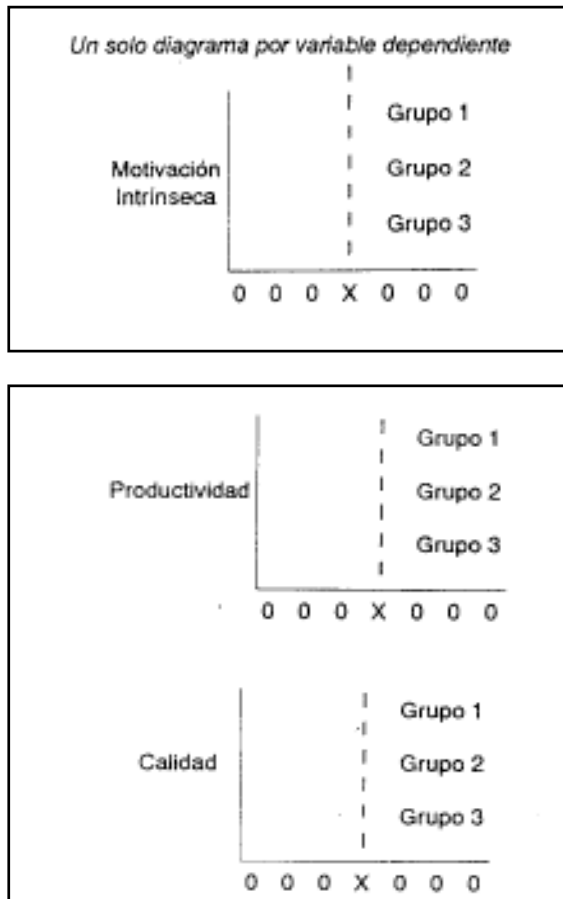 Un solo diagrama por variable dependiente
Grupo 1
Motivación
Intrínseca
Grupo 2
Grupo 3
0 0 0 X 0 0 0
Grupo 1
Productividad
Grupo 2
Grupo 3
0 0 0 X 0 0 0
Grupo 1
Calidad
Grupo 2
Grupo 3
0 0 0 X 0 0 0